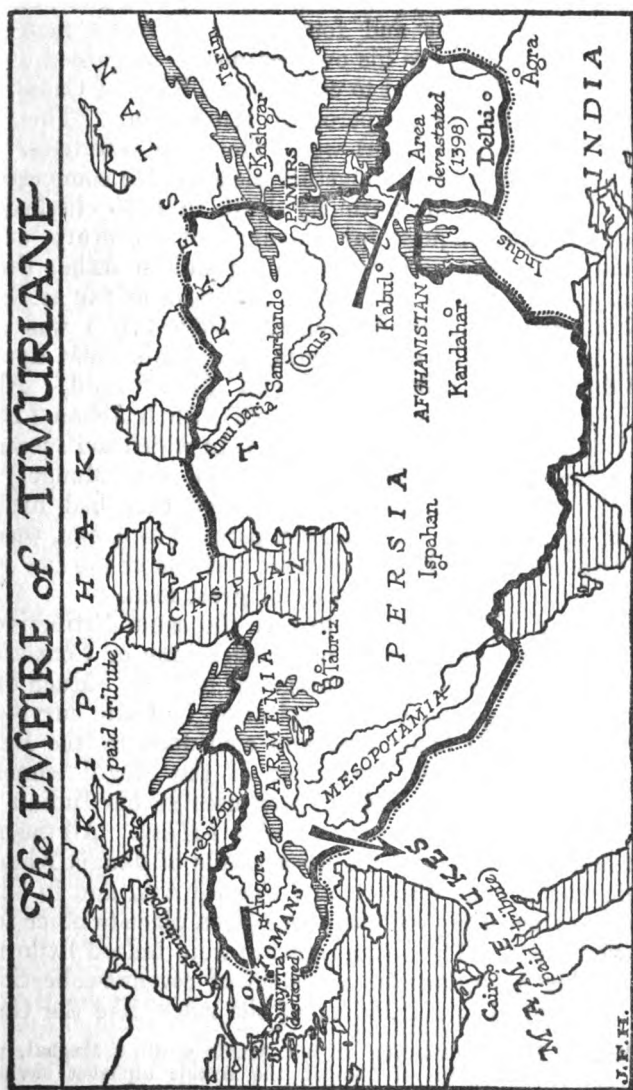 The EMPIRE of TIMURIANE
KIPCHAK
(paid tribute)
TURKESTAN
Constantinople
Trebizond
CASPIAN
Amu Daria
(Oxus)
Samarkand
Kashgar
Tarim
PAMIRS
Angora
OTTOMANS
Smyrna
(destroyed)
ARMENIA
Tabriz
MESOPOTAMIA
PERSIA
Ispahan
Kabul
AFGHANISTAN
Kandahar
Area
devastated
(1398)
Delhi
Agra
Indus
INDIA
Cairo
MAMELUKES
(paid tribute)
J.F.H.